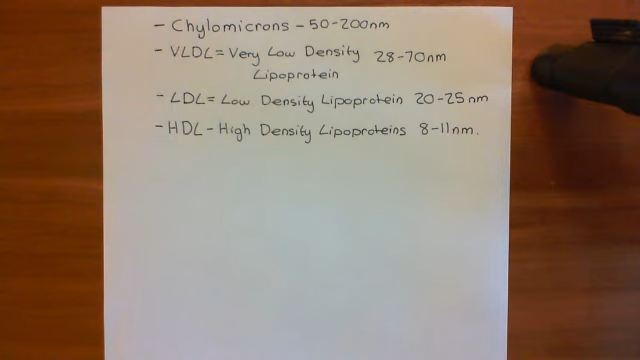 - Chylomicrons - 50-200nm
- VLDL = Very Low Density 28-70nm
Lipoprotein
- LDL = Low Density Lipoprotein 20-25nm
- HDL - High Density Lipoproteins 8-11nm.